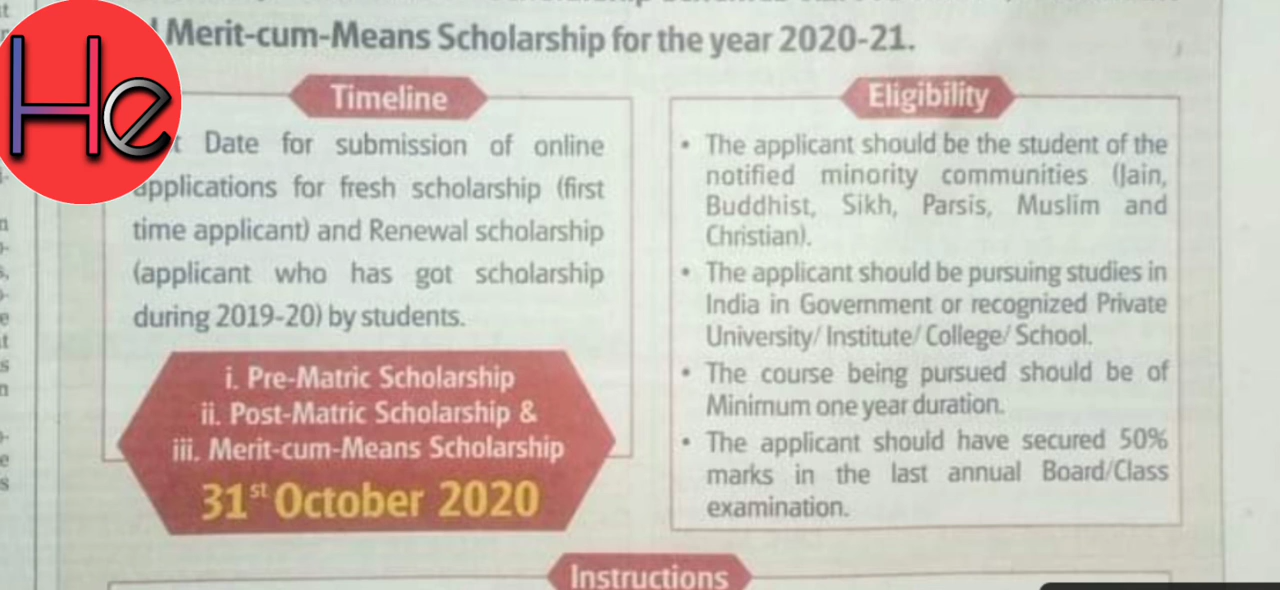 Merit-cum-Means Scholarship for the year 2020-21.
He
Timeline
Date for submission of online
applications for fresh scholarship (first
time applicant) and Renewal scholarship
(applicant who has got scholarship
during 2019-20) by students.
i. Pre-Matric Scholarship
ii. Post-Matric Scholarship &
iii. Merit-cum-Means Scholarship
31st October 2020
Eligibility
• The applicant should be the student of the
notified minority communities (Jain,
Buddhist, Sikh, Parsis, Muslim and
Christian).
• The applicant should be pursuing studies in
India in Government or recognized Private
University/ Institute/ College/ School.
• The course being pursued should be of
Minimum one year duration.
• The applicant should have secured 50%
marks in the last annual Board/Class
examination.
Instructions